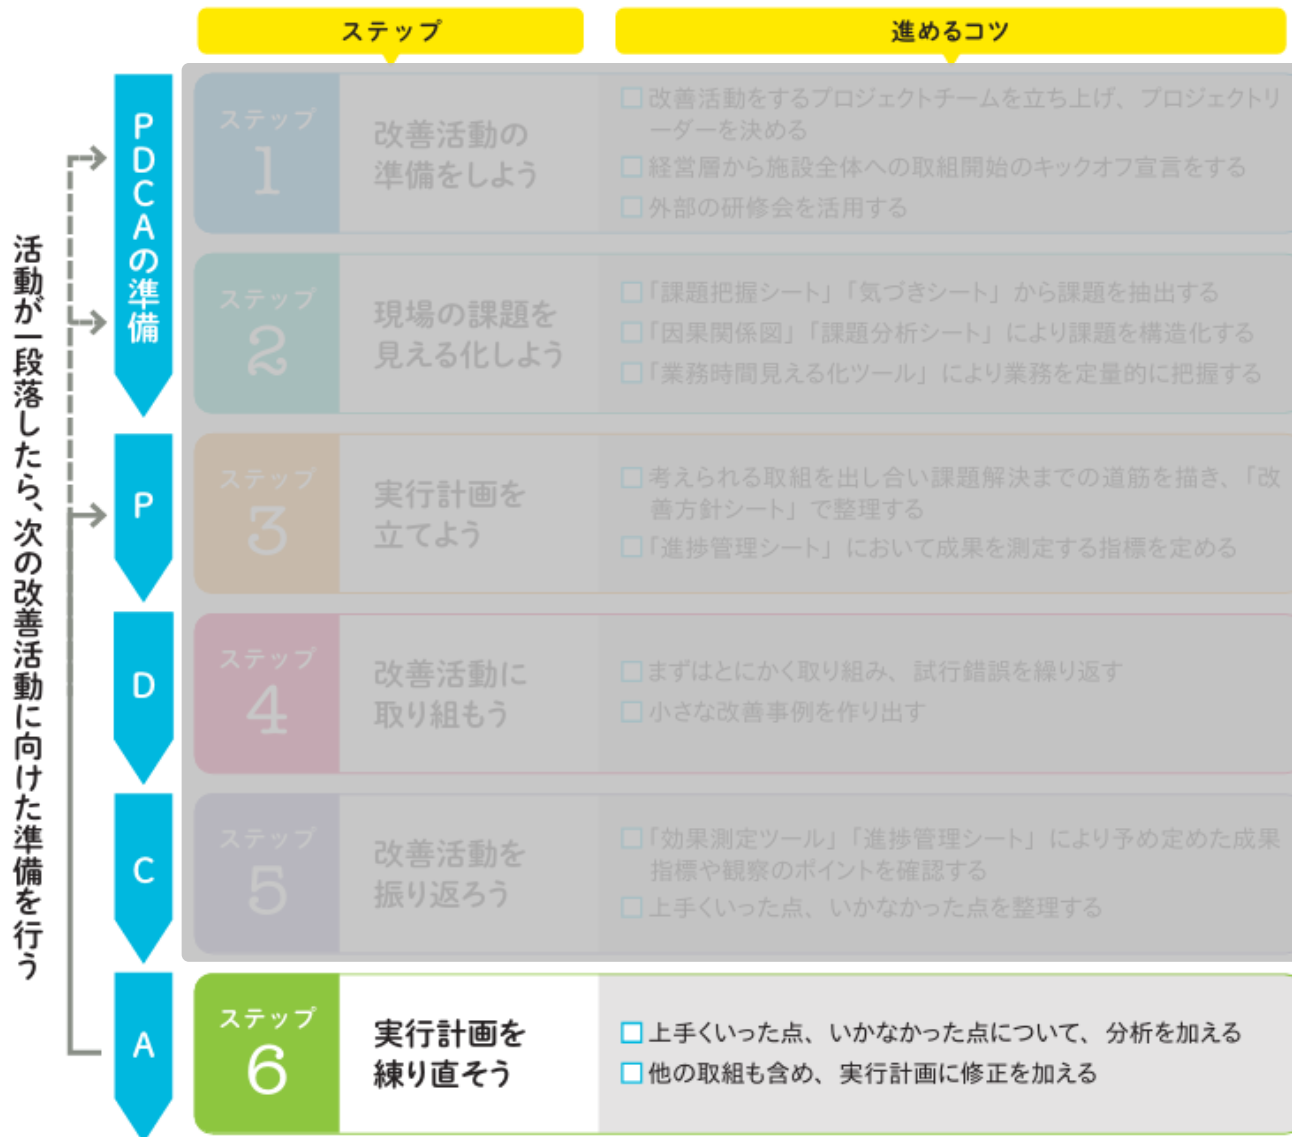 ステップ
進めるコツ
活動が一段落したら、次の改善活動に向けた準備を行う
PDCAの準備
ステップ
1
改善活動の
準備をしよう
□改善活動をするプロジェクトチームを立ち上げ、プロジェクトリ
ーダーを決める
□経営層から施設全体への取組開始のキックオフ宣言をする
□外部の研修会を活用する
ステップ
2
現場の課題を
見える化しよう
□「課題把握シート」「気づきシート」から課題を抽出する
□「因果関係図」「課題分析シート」により課題を構造化する
□「業務時間見える化ツール」により業務を定量的に把握する
P
ステップ
3
実行計画を
立てよう
□考えられる取組を出し合い課題解決までの道筋を描き、「改
善方針シート」で整理する
□「進捗管理シート」において成果を測定する指標を定める
D
ステップ
4
改善活動に
取り組もう
□まずはとにかく取り組み、試行錯誤を繰り返す
□小さな改善事例を作り出す
C
ステップ
5
改善活動を
振り返ろう
□「効果測定ツール」「進捗管理シート」により予め定めた成果
指標や観察のポイントを確認する
□上手くいった点、いかなかった点を整理する
A
ステップ
6
実行計画を
練り直そう
□上手くいった点、いかなかった点について、分析を加える
□他の取組も含め、実行計画に修正を加える